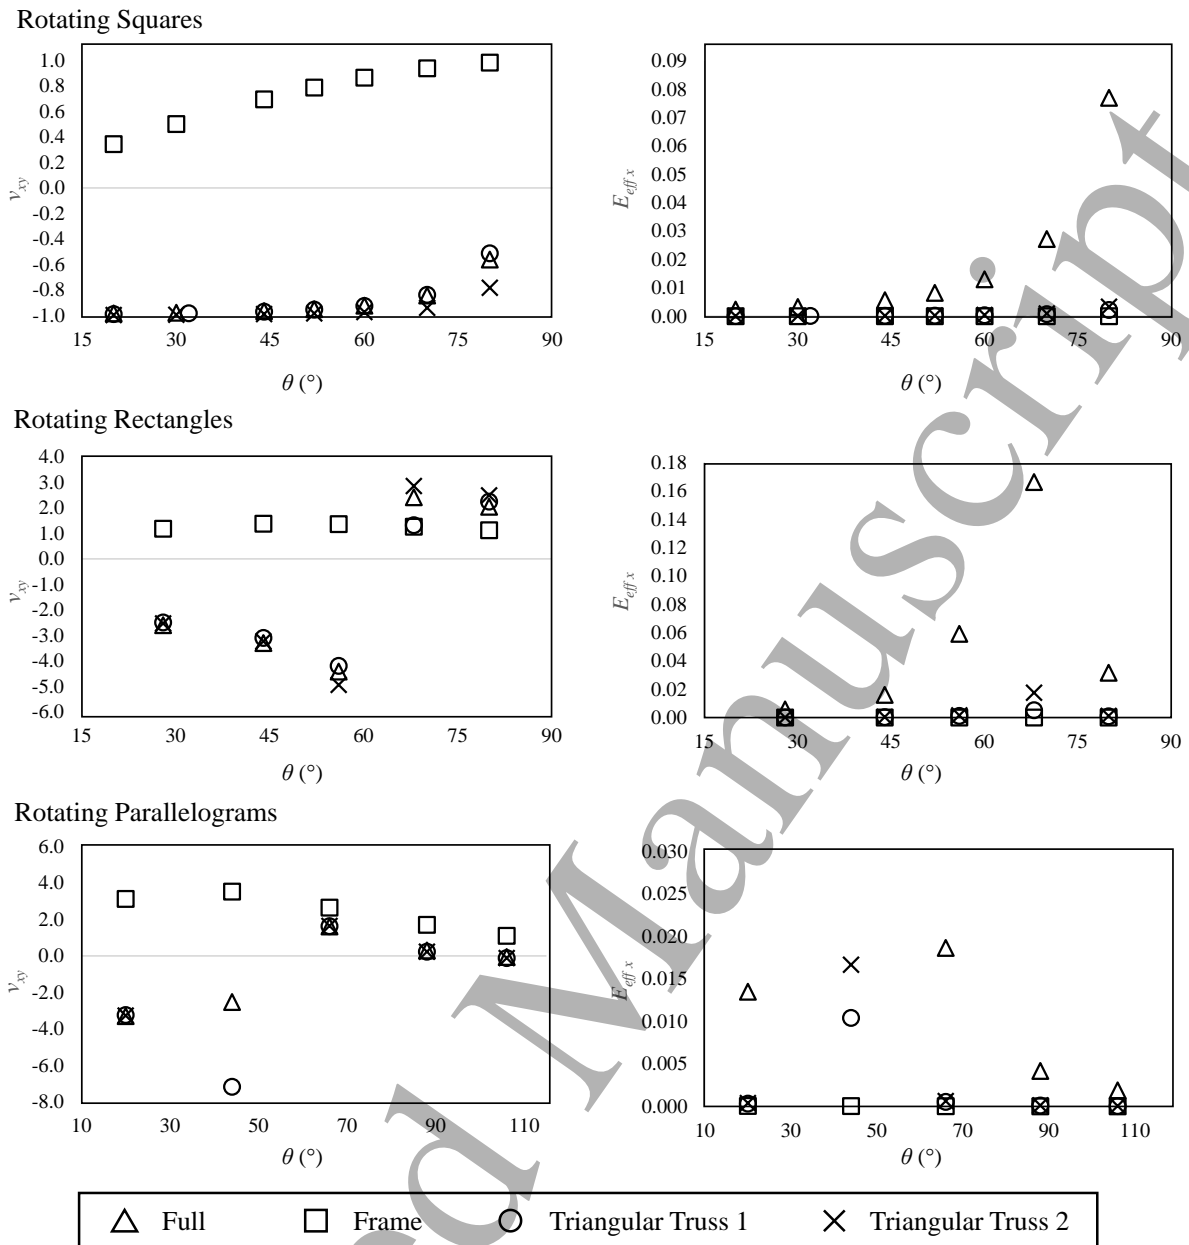 Rotating Squares
1.0
0.8
0.6
0.4
0.2
0.0
-0.2
-0.4
-0.6
-0.8
-1.0
ν_xy
15 30 45 60 75 90
θ (°)
0.09
0.08
0.07
0.06
0.05
0.04
0.03
0.02
0.01
0.00
E_eff x
15 30 45 60 75 90
θ (°)
Rotating Rectangles
4.0
3.0
2.0
1.0
0.0
-1.0
-2.0
-3.0
-4.0
-5.0
-6.0
ν_xy
15 30 45 60 75 90
θ (°)
0.18
0.16
0.14
0.12
0.10
0.08
0.06
0.04
0.02
0.00
E_eff x
15 30 45 60 75 90
θ (°)
Rotating Parallelograms
6.0
4.0
2.0
0.0
-2.0
-4.0
-6.0
-8.0
ν_xy
10 30 50 70 90 110
θ (°)
0.030
0.025
0.020
0.015
0.010
0.005
0.000
E_eff x
10 30 50 70 90 110
θ (°)
Full Frame Triangular Truss 1 Triangular Truss 2
d Manuscript